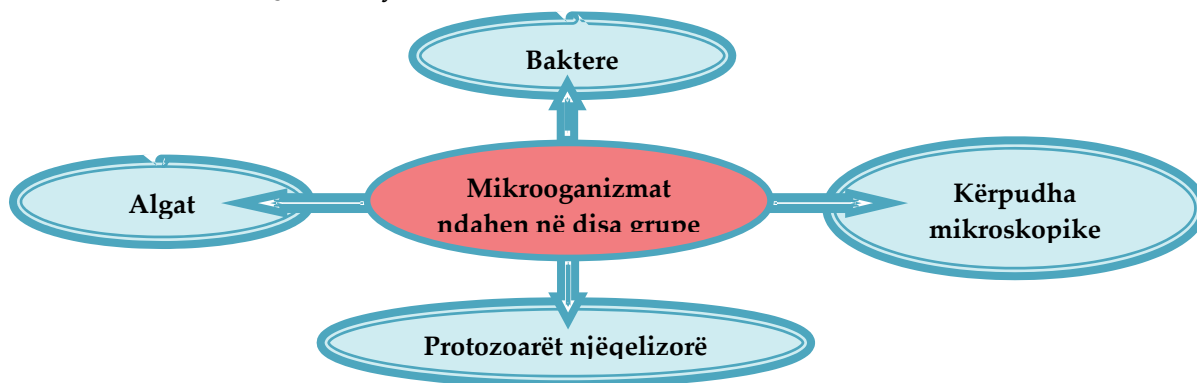 Baktere
Mikrooganizmat
ndahen në disa grupe
Algat
Kërpudha
mikroskopike
Protozoarët njëqelizorë